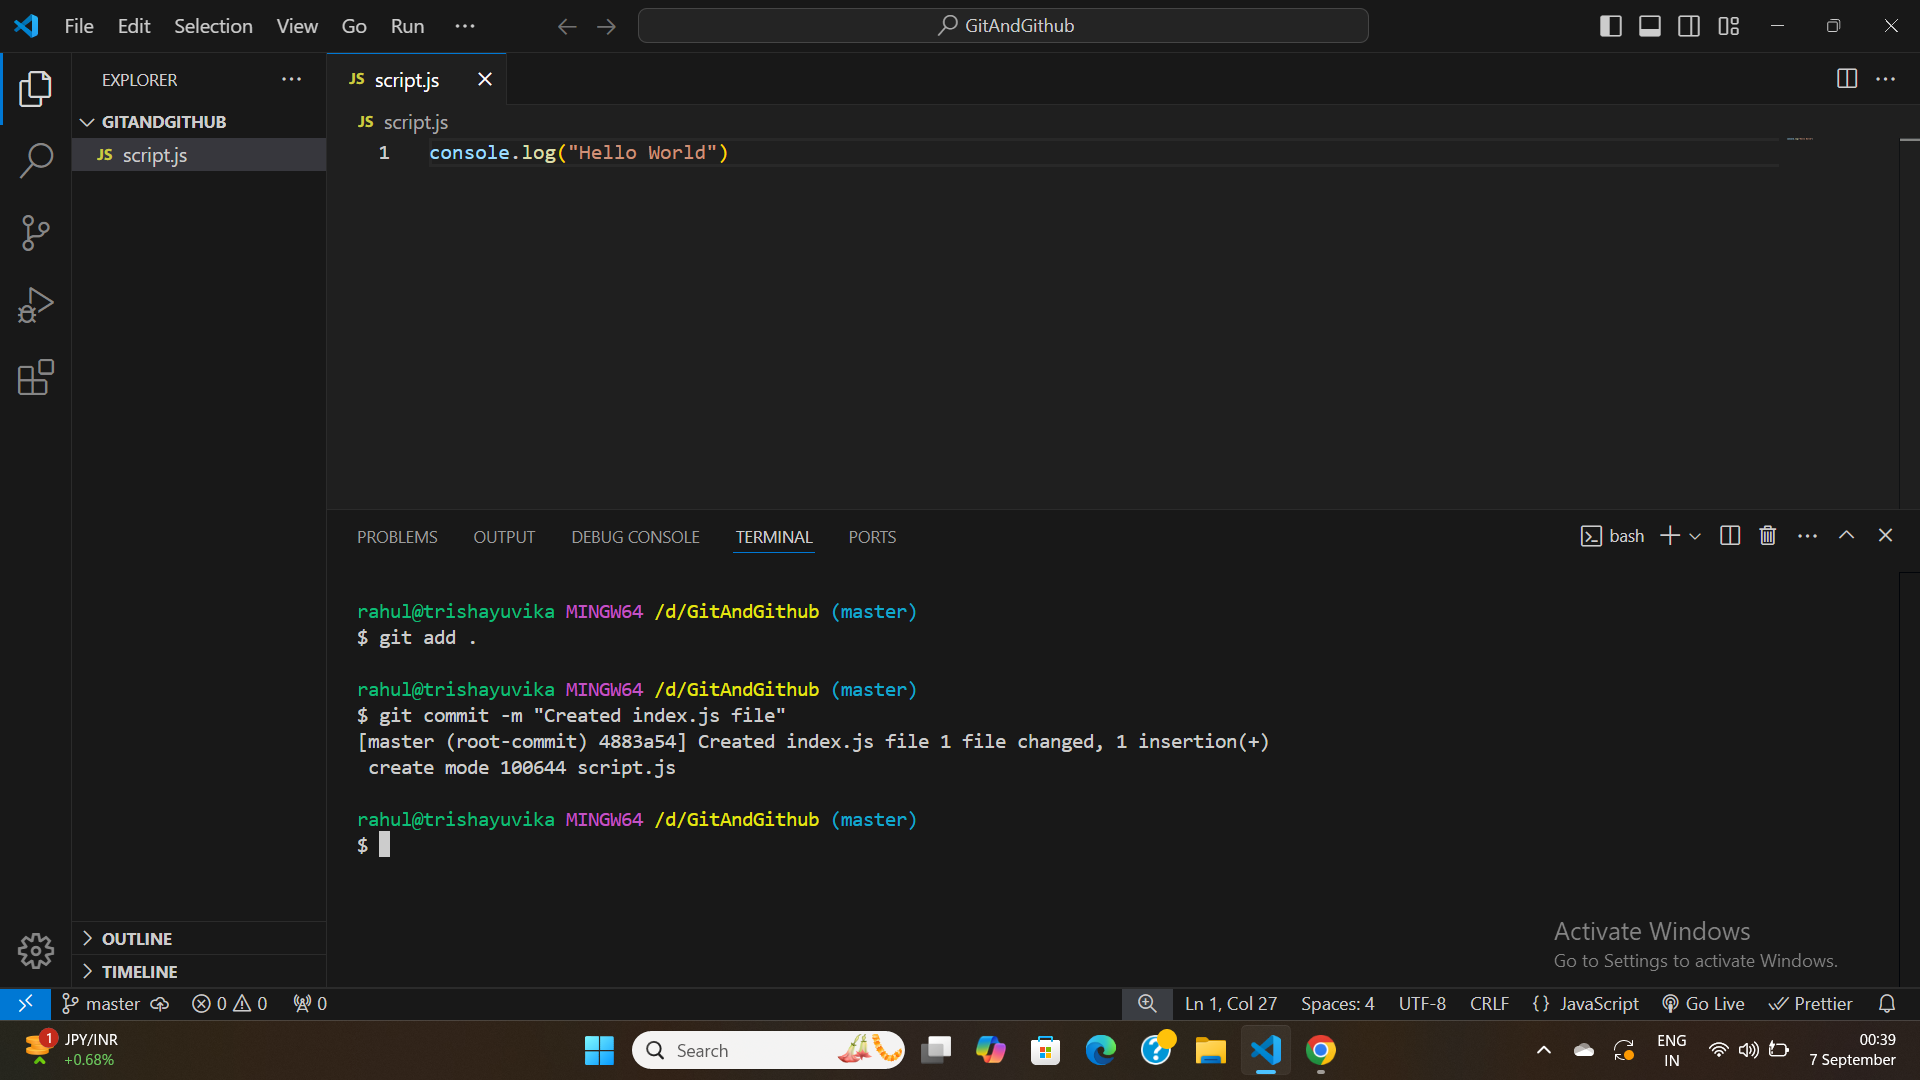 File Edit Selection View Go Run ···
GitAndGithub
EXPLORER ···
GITANDGITHUB
JS script.js
JS script.js
JS script.js
1 console.log("Hello World")
PROBLEMS OUTPUT DEBUG CONSOLE TERMINAL PORTS
bash
rahul@trishayuvika MINGW64 /d/GitAndGithub (master)
$ git add .
rahul@trishayuvika MINGW64 /d/GitAndGithub (master)
$ git commit -m "Created index.js file"
[master (root-commit) 4883a54] Created index.js file 1 file changed, 1 insertion(+)
create mode 100644 script.js
rahul@trishayuvika MINGW64 /d/GitAndGithub (master)
$
OUTLINE
TIMELINE
Activate Windows
Go to Settings to activate Windows.
master 0 0 0 Ln 1, Col 27 Spaces: 4 UTF-8 CRLF {} JavaScript Go Live Prettier
1 JPY/INR
+0.68%
Search
ENG
IN
00:39
7 September